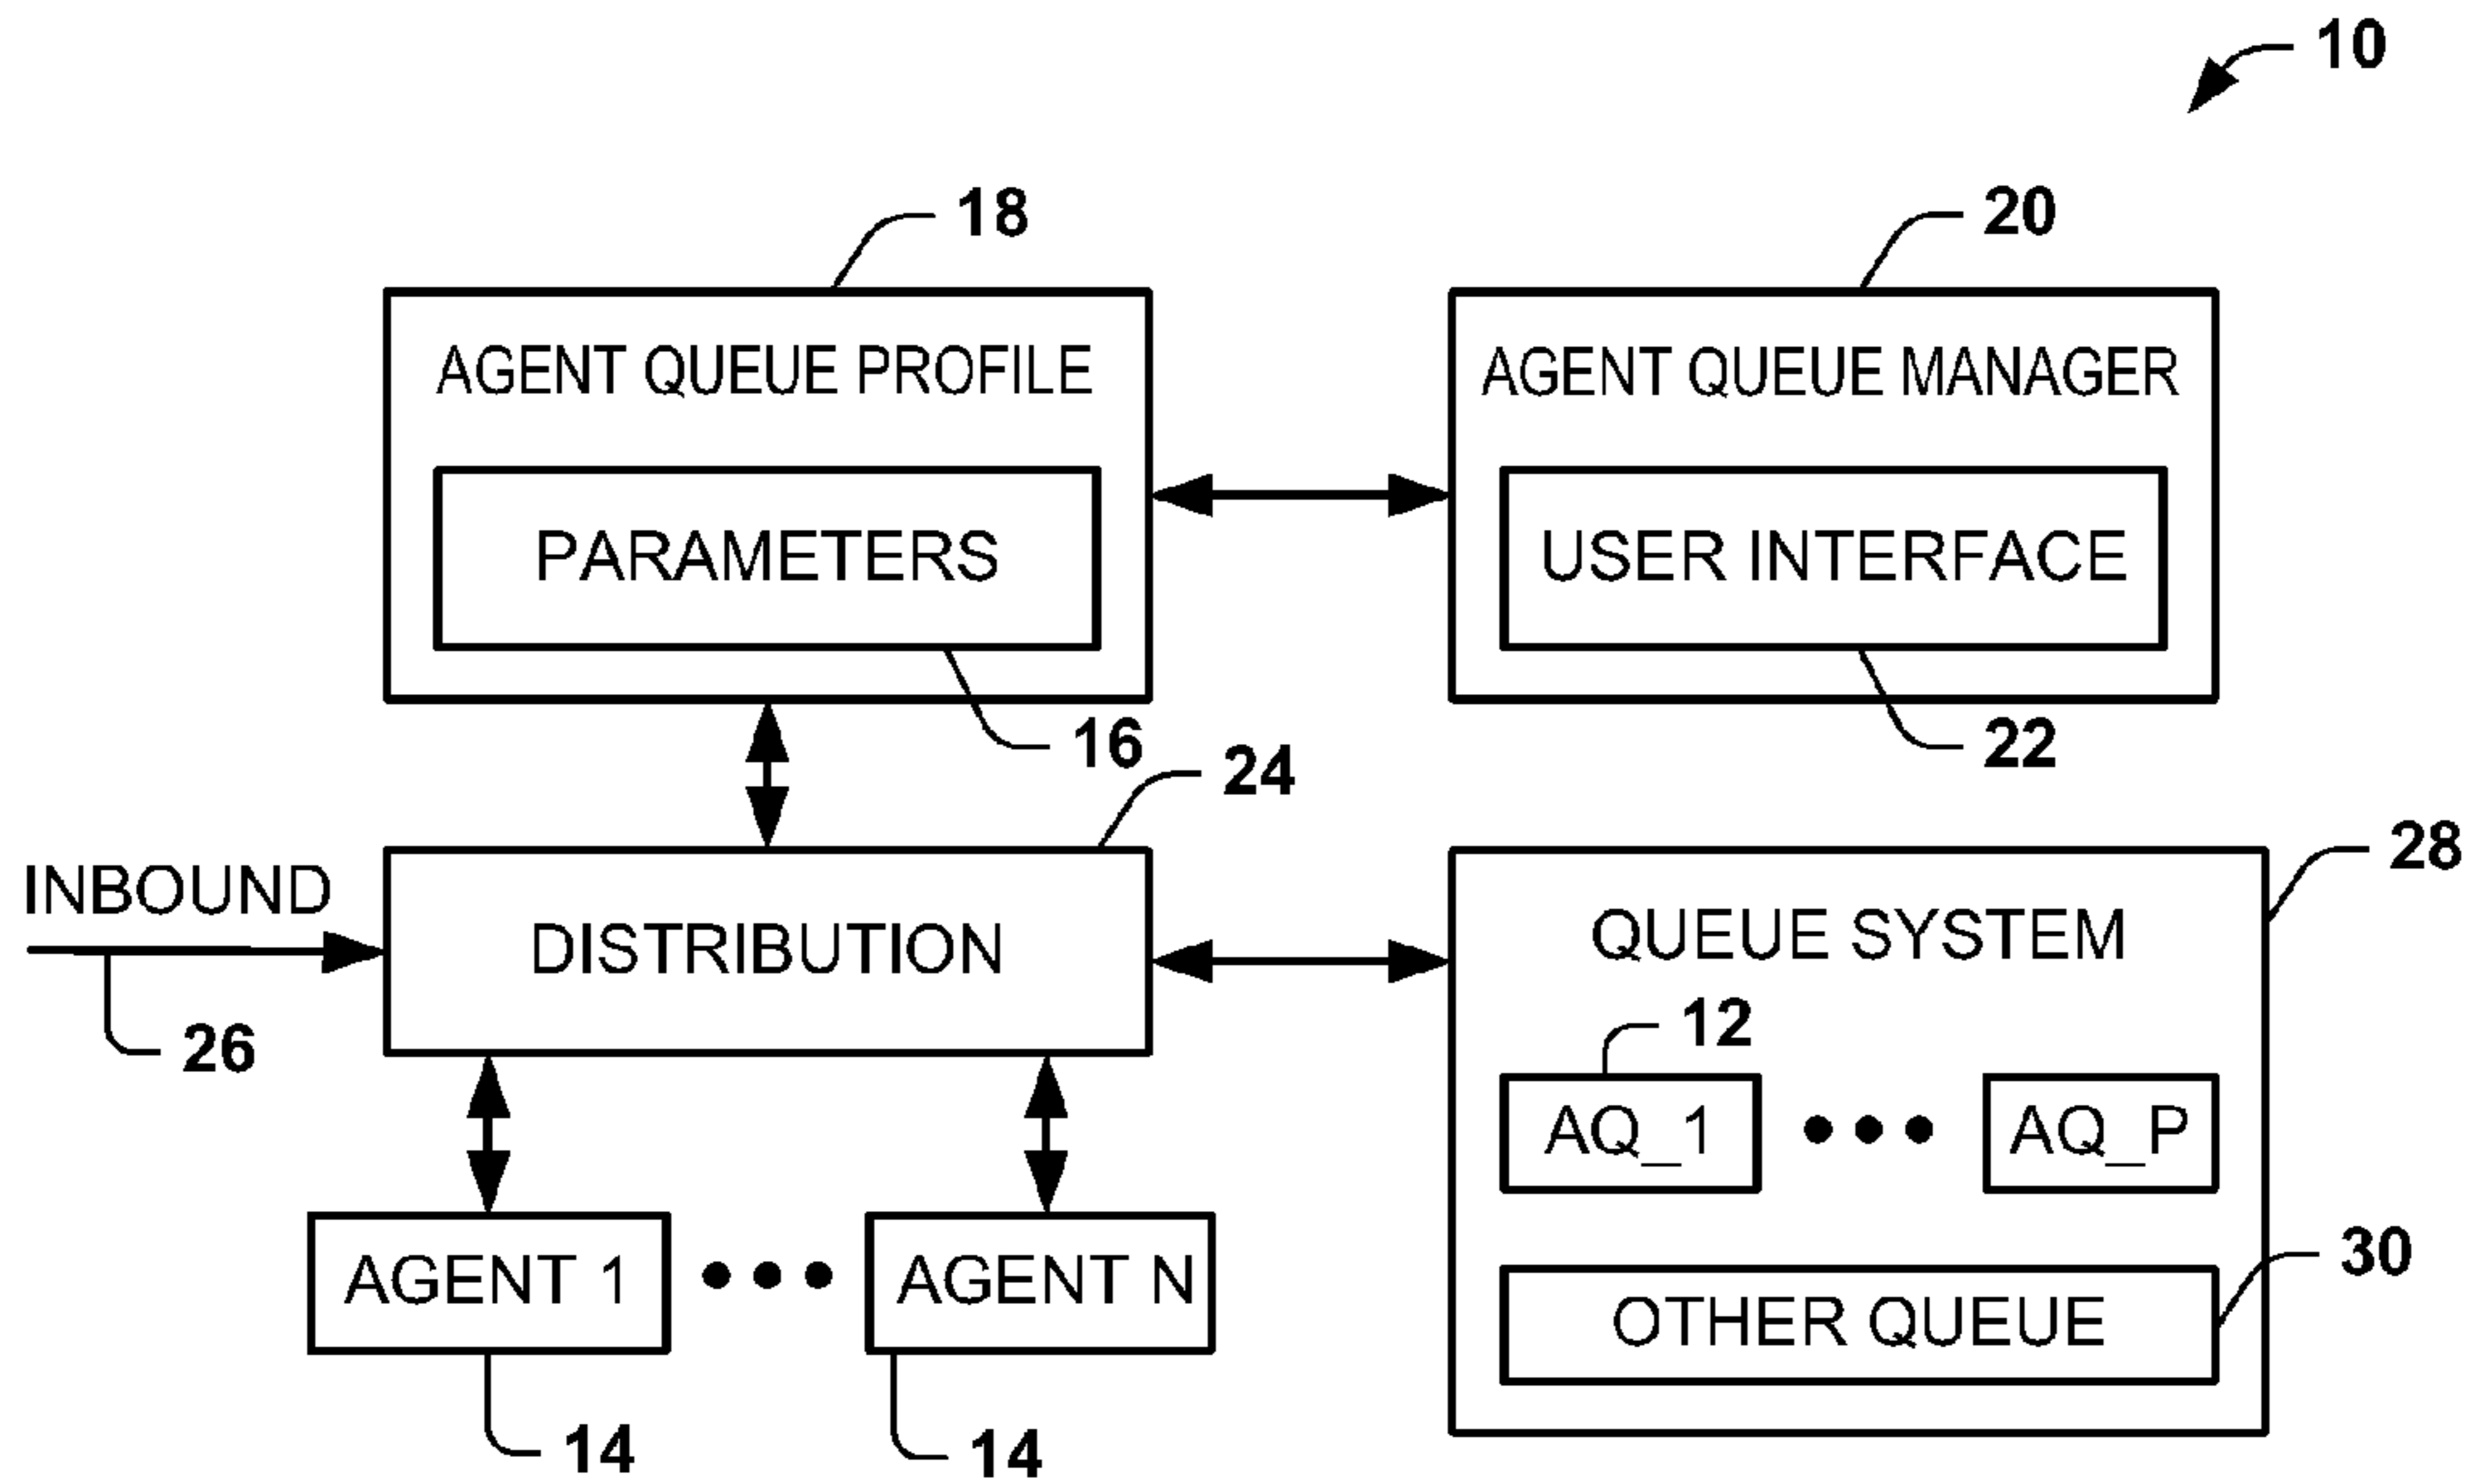 10
18
20
AGENT QUEUE PROFILE
AGENT QUEUE MANAGER
PARAMETERS
USER INTERFACE
16
22
24
28
INBOUND
DISTRIBUTION
QUEUE SYSTEM
26
12
AQ_1
AQ_P
AGENT 1
AGENT N
30
OTHER QUEUE
14
14